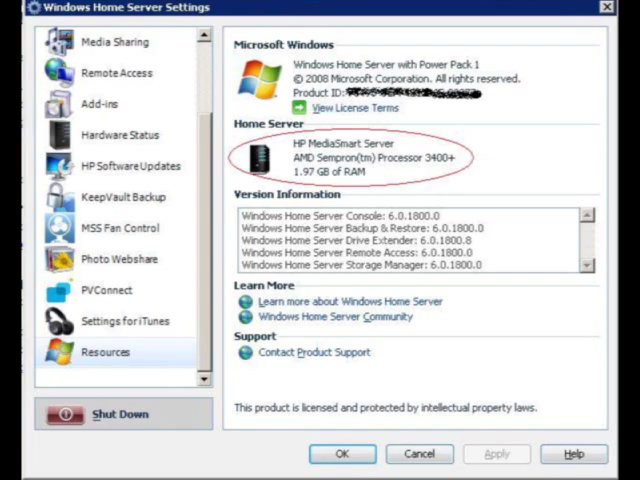 Windows Home Server Settings
Media Sharing
Remote Access
Add-ins
Hardware Status
HP Software Updates
KeepVault Backup
MSS Fan Control
Photo Webshare
PVConnect
Settings for iTunes
Resources
Shut Down
Microsoft Windows
Windows Home Server with Power Pack 1
© 2008 Microsoft Corporation. All rights reserved.
Product ID:
View License Terms
Home Server
HP MediaSmart Server
AMD Sempron(tm) Processor 3400+
1.97 GB of RAM
Version Information
Windows Home Server Console: 6.0.1800.0
Windows Home Server Backup & Restore: 6.0.1800.0
Windows Home Server Drive Extender: 6.0.1800.8
Windows Home Server Remote Access: 6.0.1800.0
Windows Home Server Storage Manager: 6.0.1800.0
Learn More
Learn more about Windows Home Server
Windows Home Server Community
Support
Contact Product Support
This product is licensed and protected by intellectual property laws.
OK
Cancel
Apply
Help